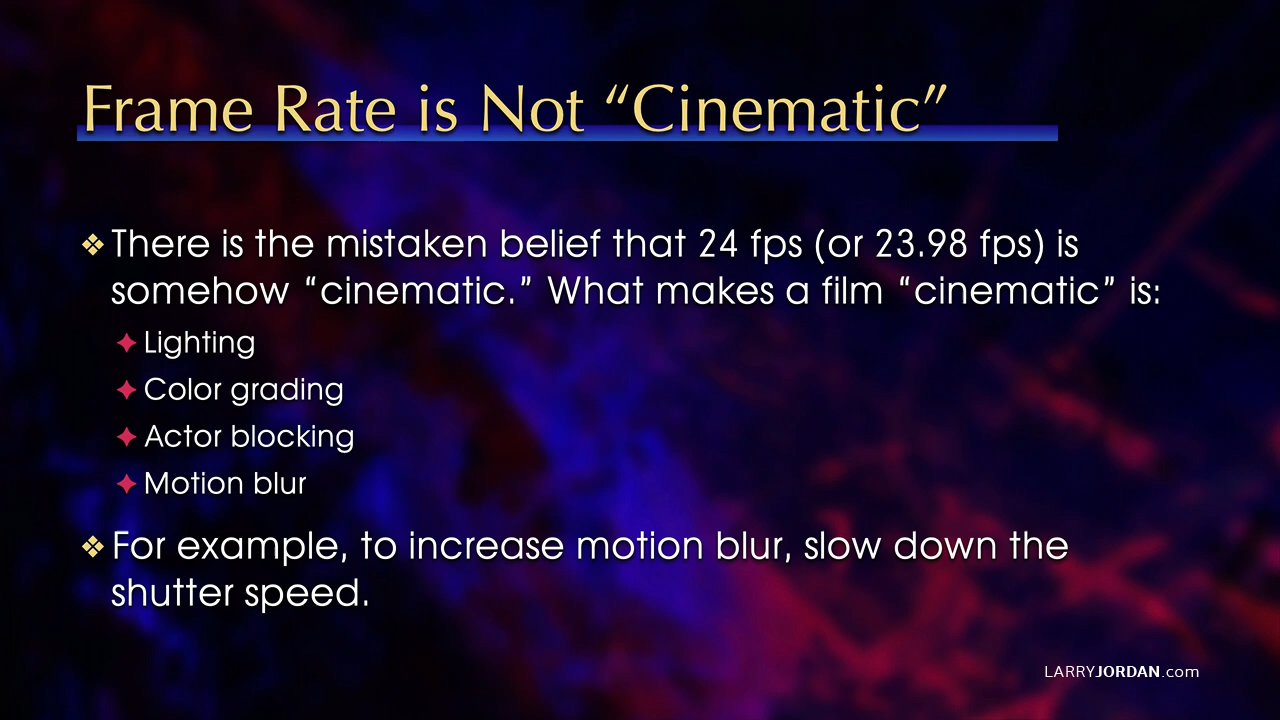 Frame Rate is Not “Cinematic”
There is the mistaken belief that 24 fps (or 23.98 fps) is
somehow “cinematic.” What makes a film “cinematic” is:
Lighting
Color grading
Actor blocking
Motion blur
For example, to increase motion blur, slow down the
shutter speed.
LARRYJORDAN.com